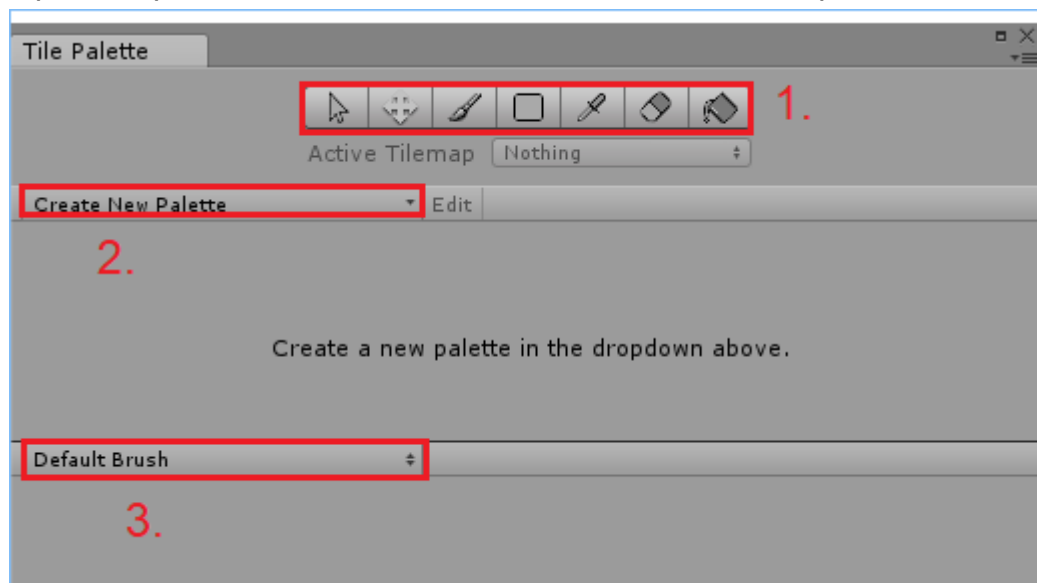 Tile Palette
1.
Active Tilemap Nothing
Create New Palette Edit
2.
Create a new palette in the dropdown above.
Default Brush
3.